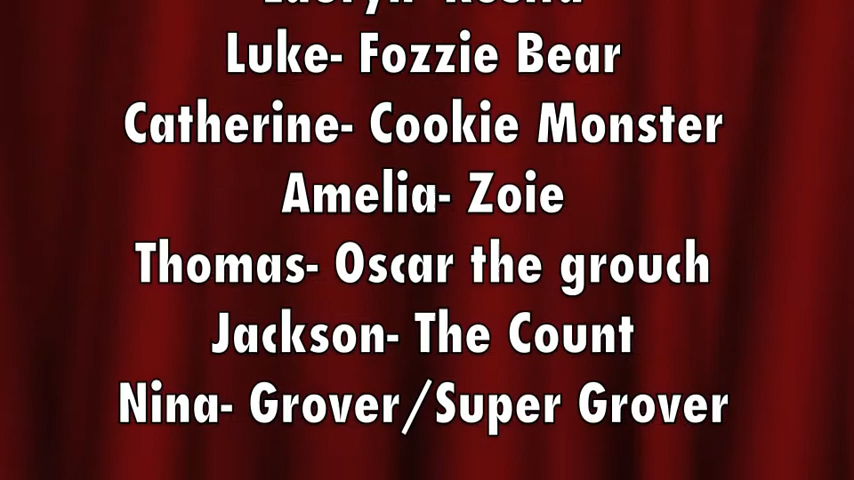 Luke- Fozzie Bear
Catherine- Cookie Monster
Amelia- Zoie
Thomas- Oscar the grouch
Jackson- The Count
Nina- Grover/Super Grover